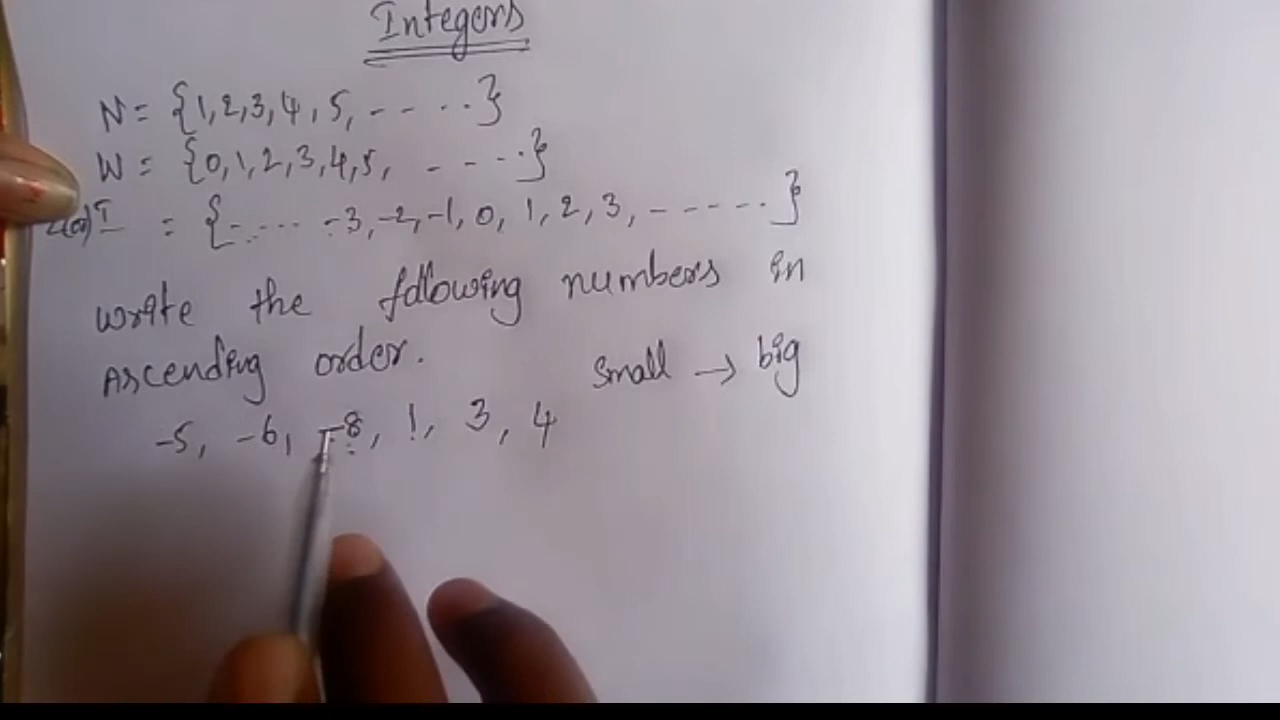 Integers
N = {1,2,3,4,5,-----}
W = {0,1,2,3,4,5, -----}
Z(or) I = {------3,-2,-1,0,1,2,3,------}
write the following numbers in
Ascending order. small → big
-5, -6, -8, 1, 3, 4